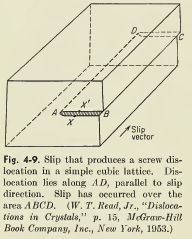 D
C
X'
A
B
X
Slip
vector
Fig. 4-9. Slip that produces a screw dis-
location in a simple cubic lattice. Dis-
location lies along AD, parallel to slip
direction. Slip has occurred over the
area ABCD. (W. T. Read, Jr., "Disloca-
tions in Crystals," p. 15, McGraw-Hill
Book Company, Inc., New York, 1953.)